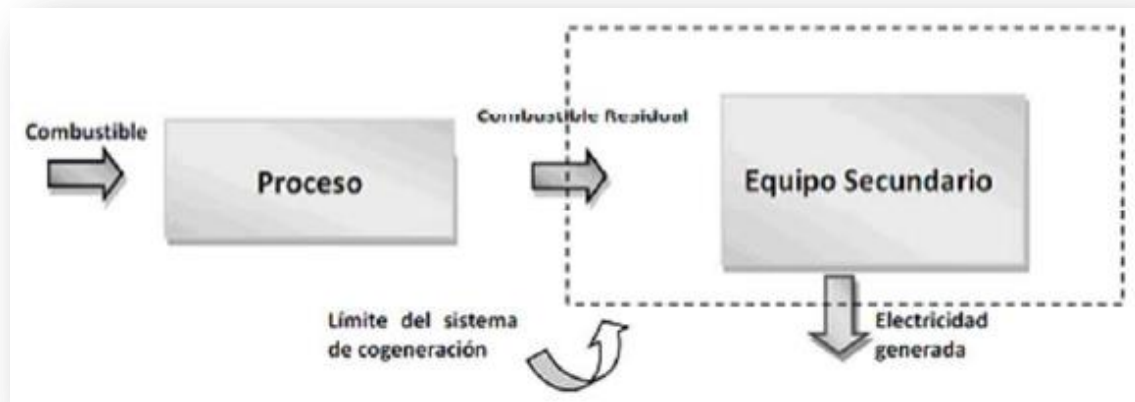 Combustible
Proceso
Combustible Residual
Equipo Secundario
Límite del sistema
de cogeneración
Electricidad
generada